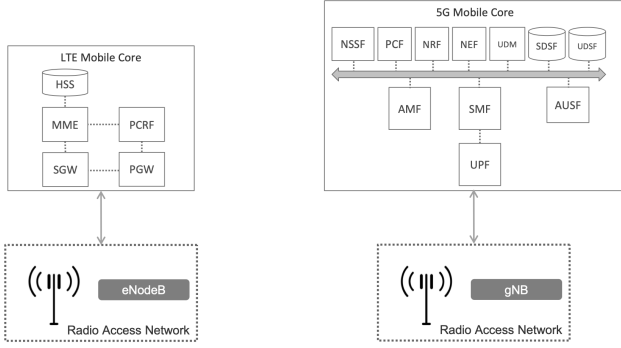 LTE Mobile Core
HSS
MME
PCRF
SGW
PGW
eNodeB
Radio Access Network
5G Mobile Core
NSSF
PCF
NRF
NEF
UDM
SDSF
UDSF
AMF
SMF
AUSF
UPF
gNB
Radio Access Network